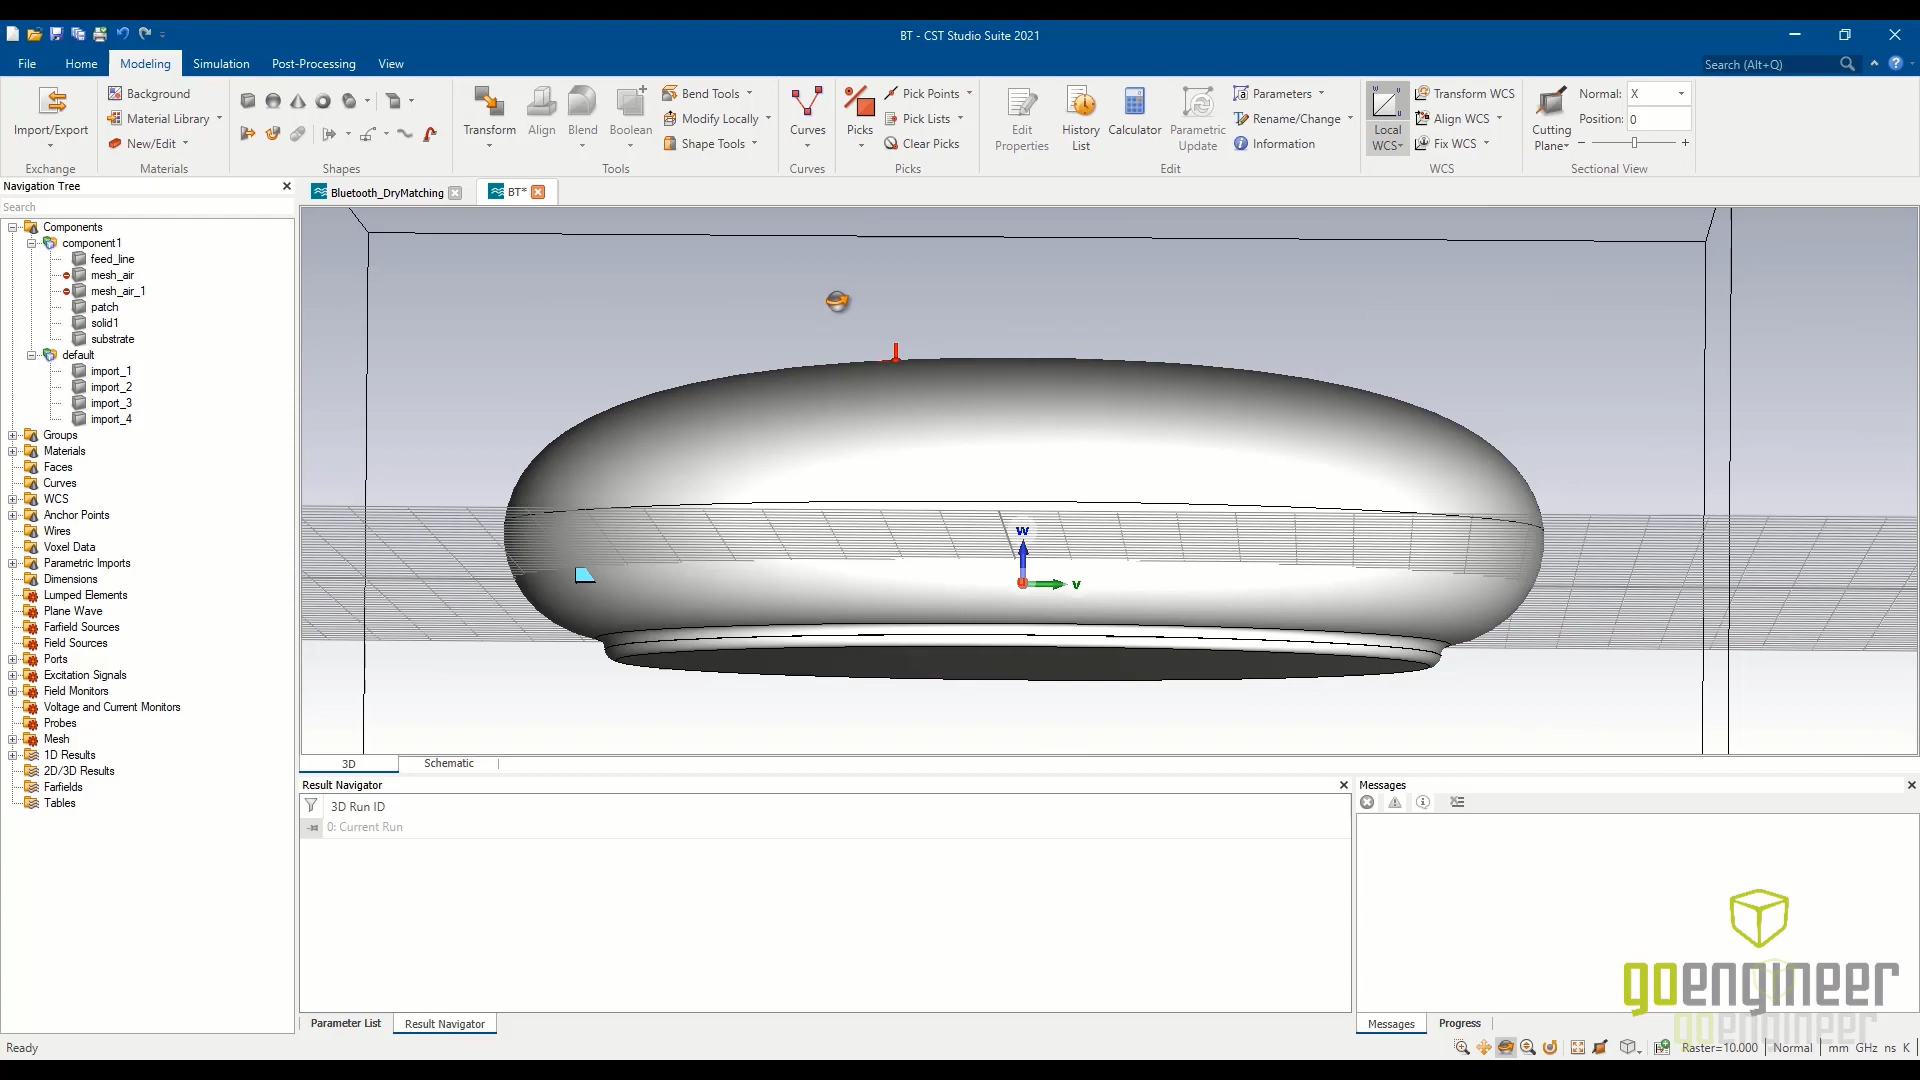 BT - CST Studio Suite 2021
File Home Modeling Simulation Post-Processing View
Search (Alt+Q)
Import/Export
Exchange
Background
Material Library
New/Edit
Materials
Shapes
Transform
Align
Blend
Boolean
Bend Tools
Modify Locally
Shape Tools
Tools
Curves
Curves
Picks
Pick Points
Pick Lists
Clear Picks
Picks
Edit
Properties
History
List
Calculator
Parametric
Update
Parameters
Rename/Change
Information
Edit
Local
WCS
Transform WCS
Align WCS
Fix WCS
WCS
Cutting
Plane
Normal: X
Position: 0
Sectional View
Navigation Tree
Search
Components
component1
feed_line
mesh_air
mesh_air_1
patch
solid1
substrate
default
import_1
import_2
import_3
import_4
Groups
Materials
Faces
Curves
WCS
Anchor Points
Wires
Voxel Data
Parametric Imports
Dimensions
Lumped Elements
Plane Wave
Farfield Sources
Field Sources
Ports
Excitation Signals
Field Monitors
Voltage and Current Monitors
Probes
Mesh
1D Results
2D/3D Results
Farfields
Tables
Bluetooth_DryMatching
BT*
w
v
3D
Schematic
Result Navigator
3D Run ID
0: Current Run
Parameter List
Result Navigator
Messages
Messages
Progress
goengineer
Ready
Raster=10.000 Normal mm GHz ns K